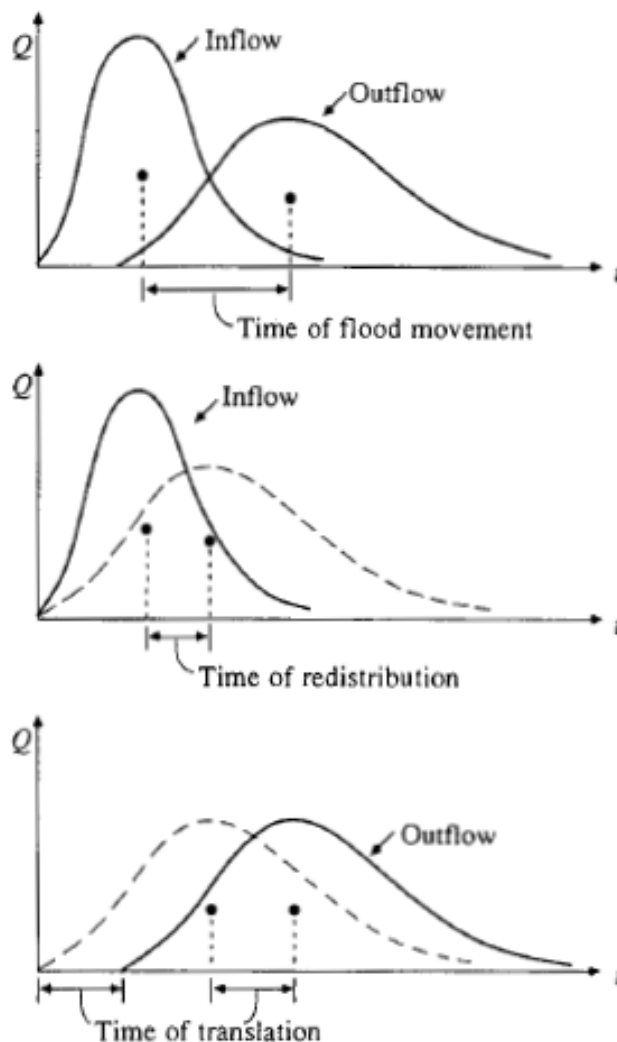 Q
Inflow
Outflow
t
Time of flood movement
Q
Inflow
t
Time of redistribution
Q
Outflow
t
Time of translation